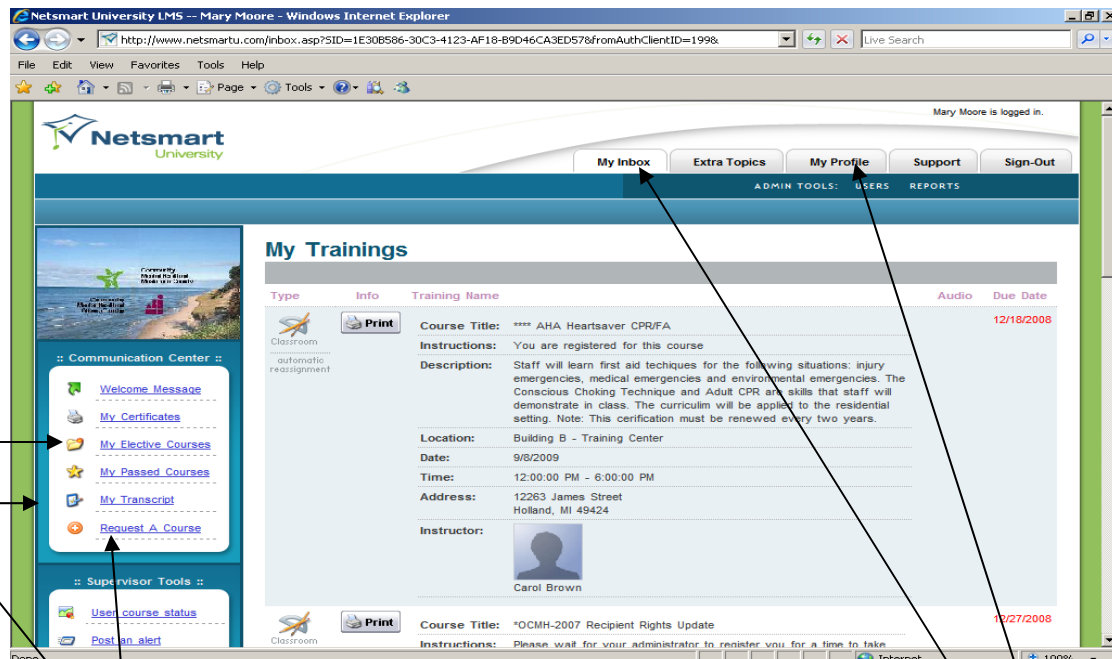 Netsmart University LMS -- Mary Moore - Windows Internet Explorer
http://www.netsmartu.com/inbox.asp?SID=1E30B586-30C3-4123-AF18-B9D46CA3ED57&fromAuthClientID=199&
Live Search
File Edit View Favorites Tools Help
Page Tools
Mary Moore is logged in.
Netsmart
University
My Inbox Extra Topics My Profile Support Sign-Out
ADMIN TOOLS: USERS REPORTS
My Trainings
Type Info Training Name Audio Due Date
Classroom
automatic
reassignment
Print
Course Title: **** AHA Heartsaver CPR/FA
12/18/2008
Instructions: You are registered for this course
Description: Staff will learn first aid techiques for the following situations: injury
emergencies, medical emergencies and environmental emergencies. The
Conscious Choking Technique and Adult CPR are skills that staff will
demonstrate in class. The curriculim will be applied to the residential
setting. Note: This cerification must be renewed every two years.
Location: Building B - Training Center
Date: 9/8/2009
Time: 12:00:00 PM - 6:00:00 PM
Address: 12263 James Street
Holland, MI 49424
Instructor:
Carol Brown
:: Communication Center ::
Welcome Message
My Certificates
My Elective Courses
My Passed Courses
My Transcript
Request A Course
:: Supervisor Tools ::
User course status
Post an alert
Classroom
Print
Course Title: *OCMH-2007 Recipient Rights Update
12/27/2008
Instructions: Please wait for your administrator to register you for a time to take
Done
Internet
100%